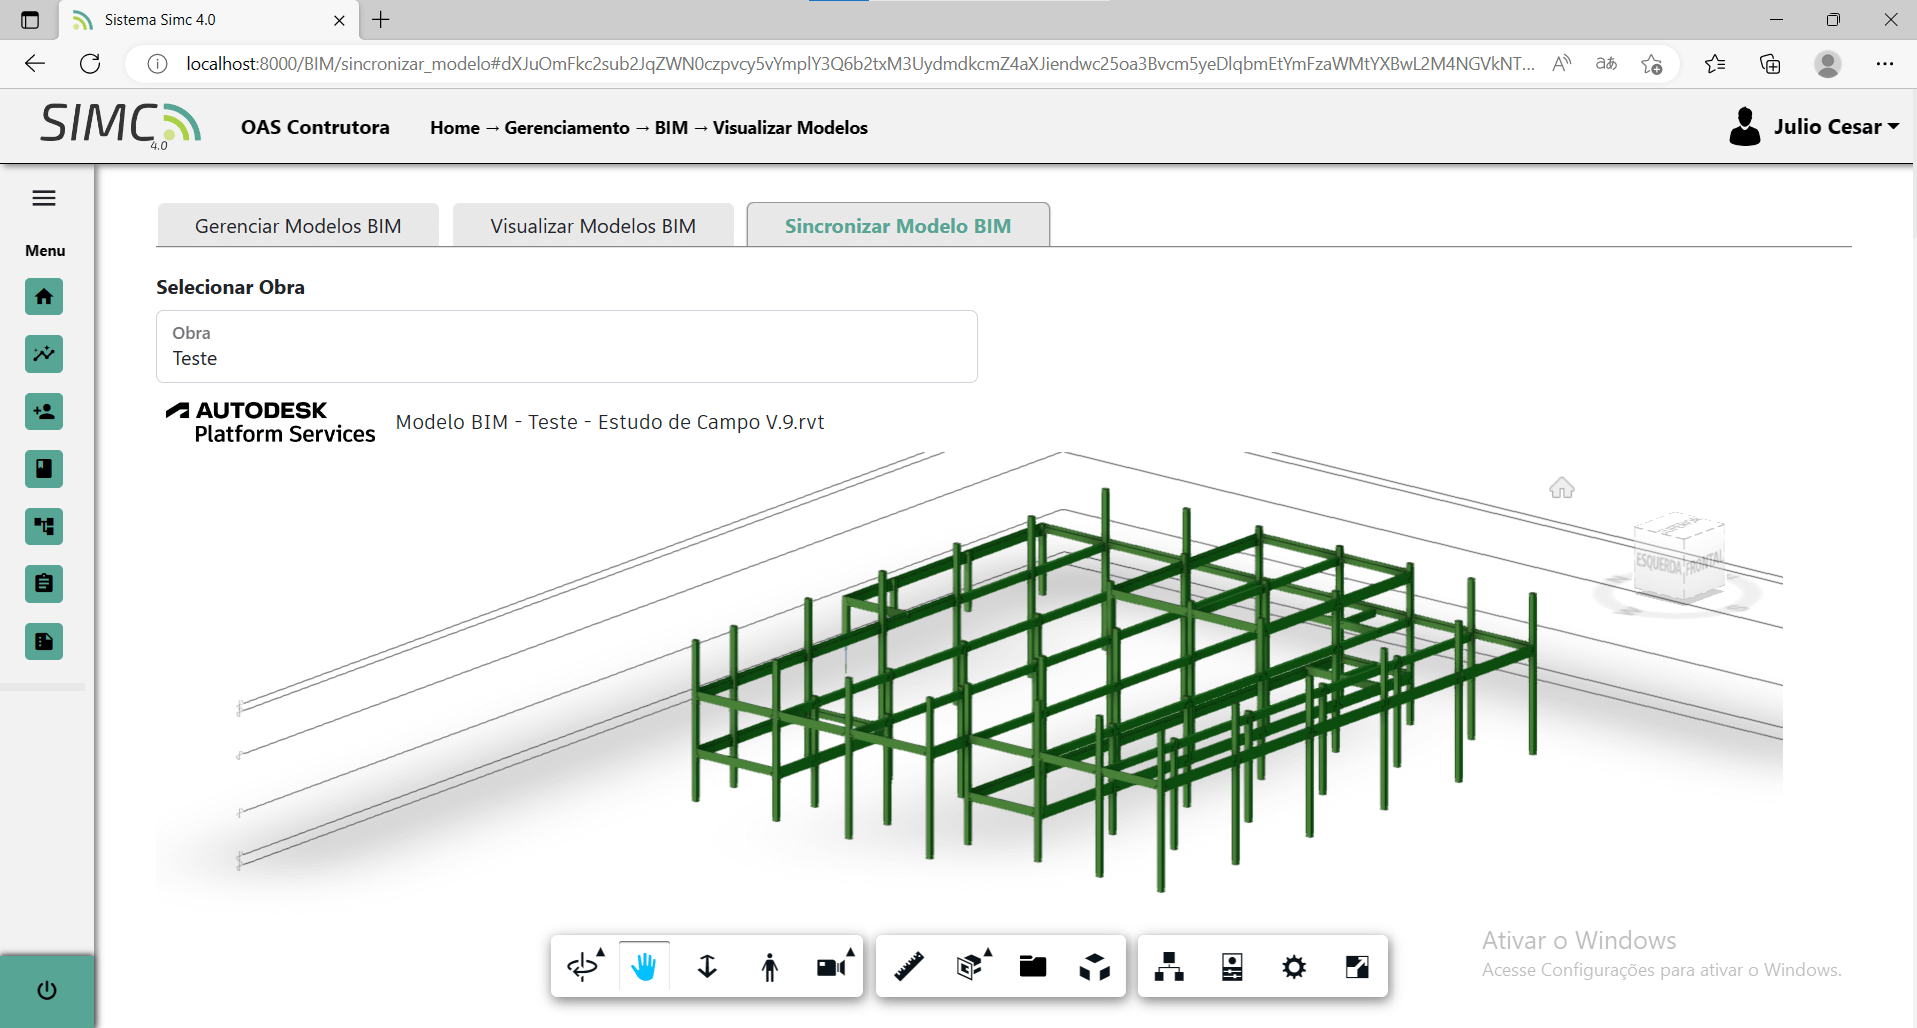 Sistema Simc 4.0
localhost:8000/BIM/sincronizar_modelo#dXJuOmFkc2sub2JqZWN0czpvcy5vYmplY3Q6b2txM3UydmdkcmZ4aXJiendwc25oa3Bvcm5yeDlqbmEtYmFzaWMtYXBwL2M4NGVkNT...
SIMC 4.0
OAS Contrutora
Home → Gerenciamento → BIM → Visualizar Modelos
Julio Cesar
Menu
Gerenciar Modelos BIM
Visualizar Modelos BIM
Sincronizar Modelo BIM
Selecionar Obra
Obra
Teste
AUTODESK
Platform Services
Modelo BIM - Teste - Estudo de Campo V.9.rvt
SUPERIOR
ESQUERDA FRONTAL
Ativar o Windows
Acesse Configurações para ativar o Windows.